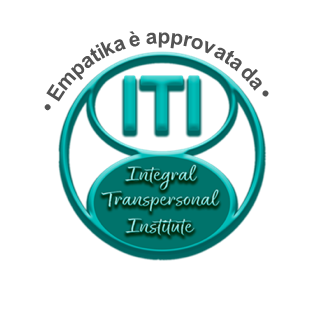 • Empatika è approvata da •
ITI
Integral
Transpersonal
Institute